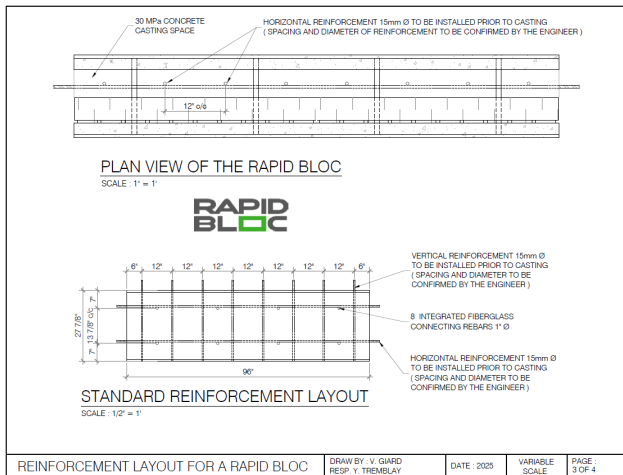 30 MPa CONCRETE
CASTING SPACE
HORIZONTAL REINFORCEMENT 15mm Ø TO BE INSTALLED PRIOR TO CASTING
( SPACING AND DIAMETER OF REINFORCEMENT TO BE CONFIRMED BY THE ENGINEER )
12" c/c
PLAN VIEW OF THE RAPID BLOC
SCALE : 1" = 1'
RAPID
BLOC
6" 12" 12" 12" 12" 12" 12" 12" 6"
VERTICAL REINFORCEMENT 15mm Ø
TO BE INSTALLED PRIOR TO CASTING
( SPACING AND DIAMETER TO BE
CONFIRMED BY THE ENGINEER )
27 7/8"
7"
13 7/8" c/c
7"
8 INTEGRATED FIBERGLASS
CONNECTING REBARS 1" Ø
HORIZONTAL REINFORCEMENT 15mm Ø
TO BE INSTALLED PRIOR TO CASTING
( SPACING AND DIAMETER TO BE
CONFIRMED BY THE ENGINEER )
96"
STANDARD REINFORCEMENT LAYOUT
SCALE : 1/2" = 1'
REINFORCEMENT LAYOUT FOR A RAPID BLOC
DRAW BY : V. GIARD
RESP. Y. TREMBLAY
DATE : 2025
VARIABLE
SCALE
PAGE :
3 OF 4